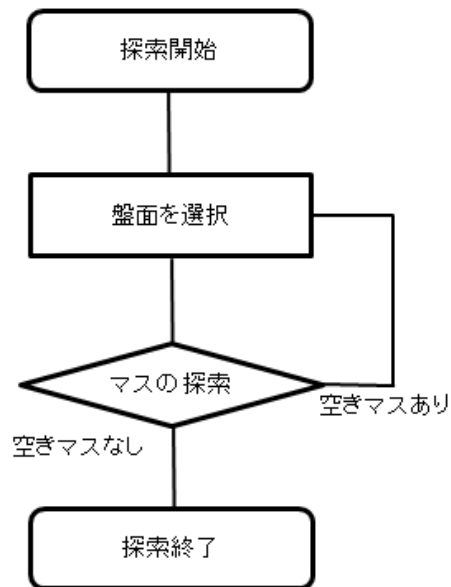 探索開始
盤面を選択
マスの探索
空きマスあり
空きマスなし
探索終了